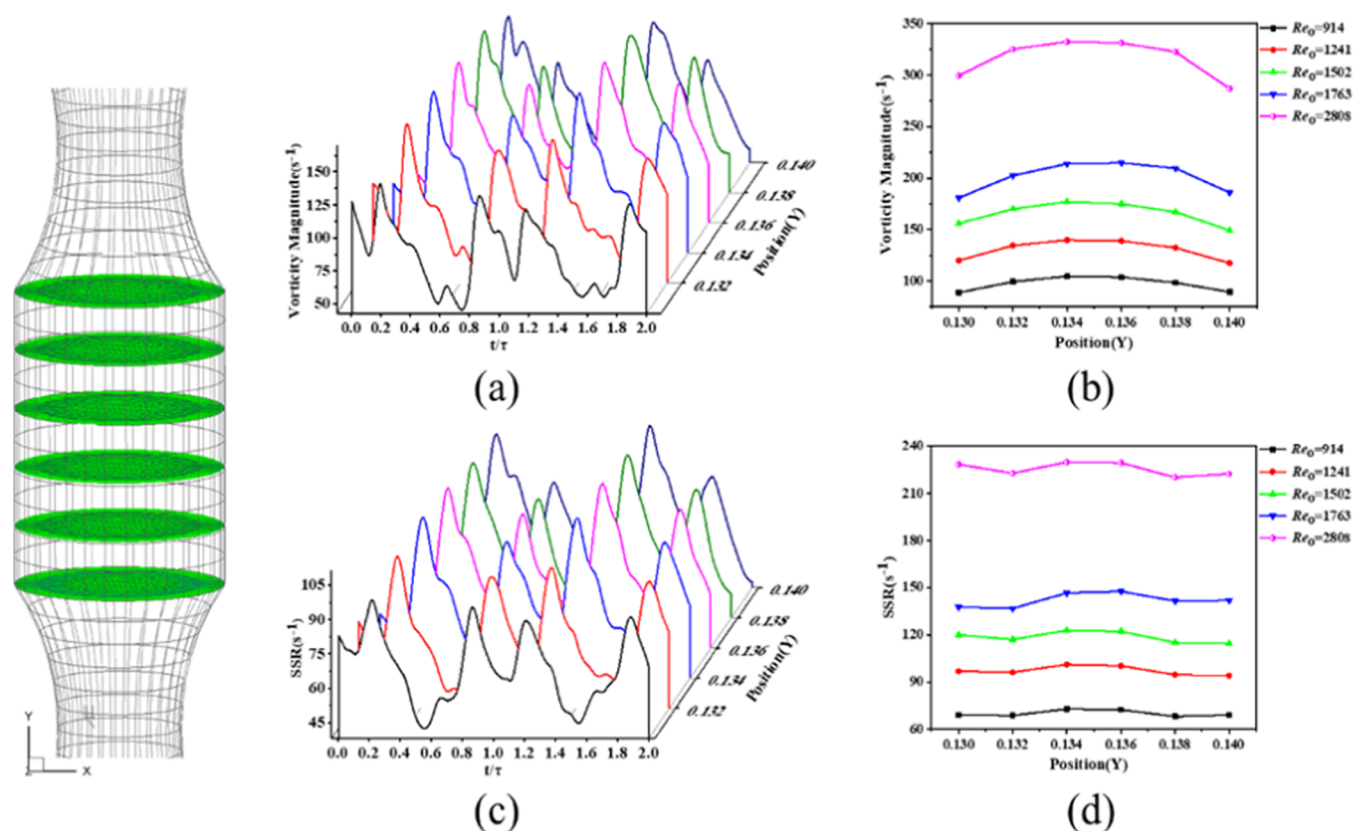 Y
Z
X
Vorticity Magnitude(s⁻¹)
150
125
100
75
50
0.0 0.2 0.4 0.6 0.8 1.0 1.2 1.4 1.6 1.8 2.0
t/τ
0.140
0.138
0.136
0.134
0.132
Position(Y)
(a)
Vorticity Magnitude(s⁻¹)
350
300
250
200
150
100
0.130 0.132 0.134 0.136 0.138 0.140
Position(Y)
Re₀=914
Re₀=1241
Re₀=1502
Re₀=1763
Re₀=2808
(b)
SSR(s⁻¹)
105
90
75
60
45
0.0 0.2 0.4 0.6 0.8 1.0 1.2 1.4 1.6 1.8 2.0
t/τ
0.140
0.138
0.136
0.134
0.132
Position(Y)
(c)
SSR(s⁻¹)
240
210
180
150
120
90
60
0.130 0.132 0.134 0.136 0.138 0.140
Position(Y)
Re₀=914
Re₀=1241
Re₀=1502
Re₀=1763
Re₀=2808
(d)